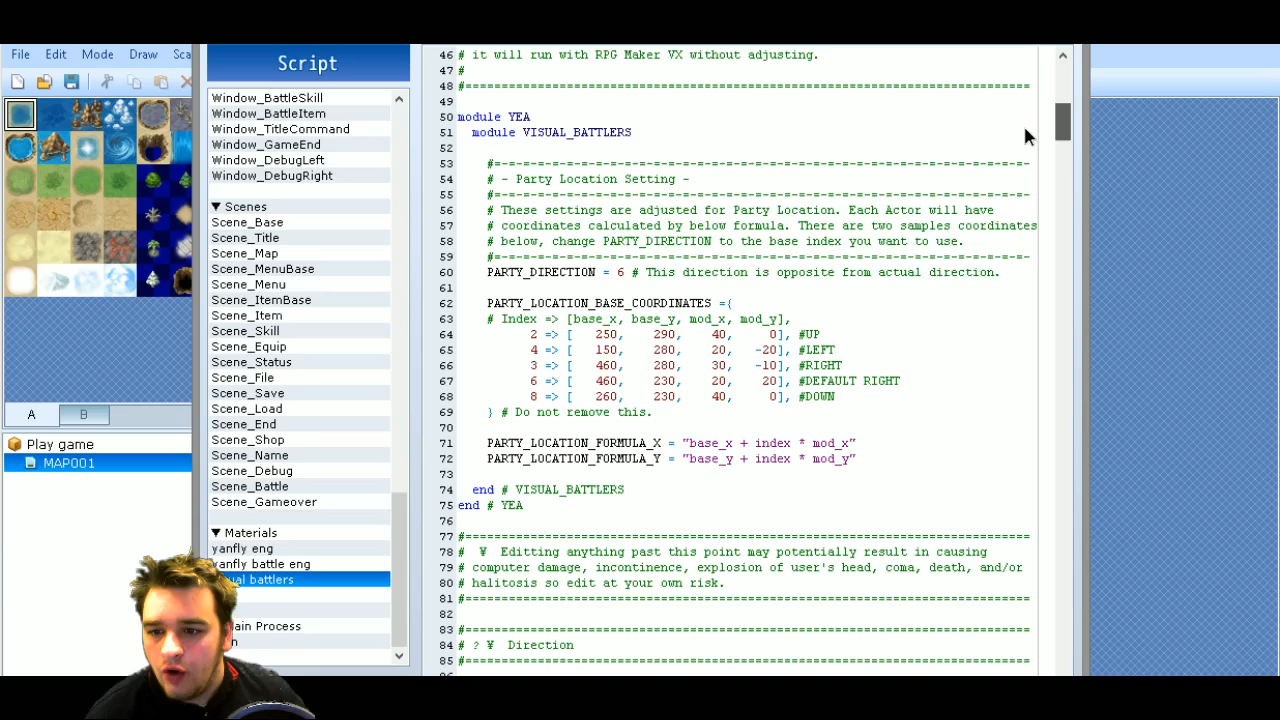 File Edit Mode Draw Sca
Script
Window_BattleSkill
Window_BattleItem
Window_TitleCommand
Window_GameEnd
Window_DebugLeft
Window_DebugRight
▼ Scenes
Scene_Base
Scene_Title
Scene_Map
Scene_MenuBase
Scene_Menu
Scene_ItemBase
Scene_Item
Scene_Skill
Scene_Equip
Scene_Status
Scene_File
Scene_Save
Scene_Load
Scene_End
Scene_Shop
Scene_Name
Scene_Debug
Scene_Battle
Scene_Gameover
▼ Materials
yanfly eng
yanfly battle eng
ual battlers
ain Process
n
A B
Play game
MAP001
46 # it will run with RPG Maker VX without adjusting.
47 #
48 #==============================================================================
49
50 module YEA
51 module VISUAL_BATTLERS
52
53 #--------------------------------------------------------------------------
54 # - Party Location Setting -
55 #--------------------------------------------------------------------------
56 # These settings are adjusted for Party Location. Each Actor will have
57 # coordinates calculated by below formula. There are two samples coordinates
58 # below, change PARTY_DIRECTION to the base index you want to use.
59 #--------------------------------------------------------------------------
60 PARTY_DIRECTION = 6 # This direction is opposite from actual direction.
61
62 PARTY_LOCATION_BASE_COORDINATES ={
63 # Index => [base_x, base_y, mod_x, mod_y],
64 2 => [ 250, 290, 40, 0], #UP
65 4 => [ 150, 280, 20, -20], #LEFT
66 3 => [ 460, 280, 30, -10], #RIGHT
67 6 => [ 460, 230, 20, 20], #DEFAULT RIGHT
68 8 => [ 260, 230, 40, 0], #DOWN
69 } # Do not remove this.
70
71 PARTY_LOCATION_FORMULA_X = "base_x + index * mod_x"
72 PARTY_LOCATION_FORMULA_Y = "base_y + index * mod_y"
73
74 end # VISUAL_BATTLERS
75 end # YEA
76
77 #==============================================================================
78 # ¥ Editting anything past this point may potentially result in causing
79 # computer damage, incontinence, explosion of user's head, coma, death, and/or
80 # halitosis so edit at your own risk.
81 #==============================================================================
82
83 #==============================================================================
84 # ? ¥ Direction
85 #==============================================================================